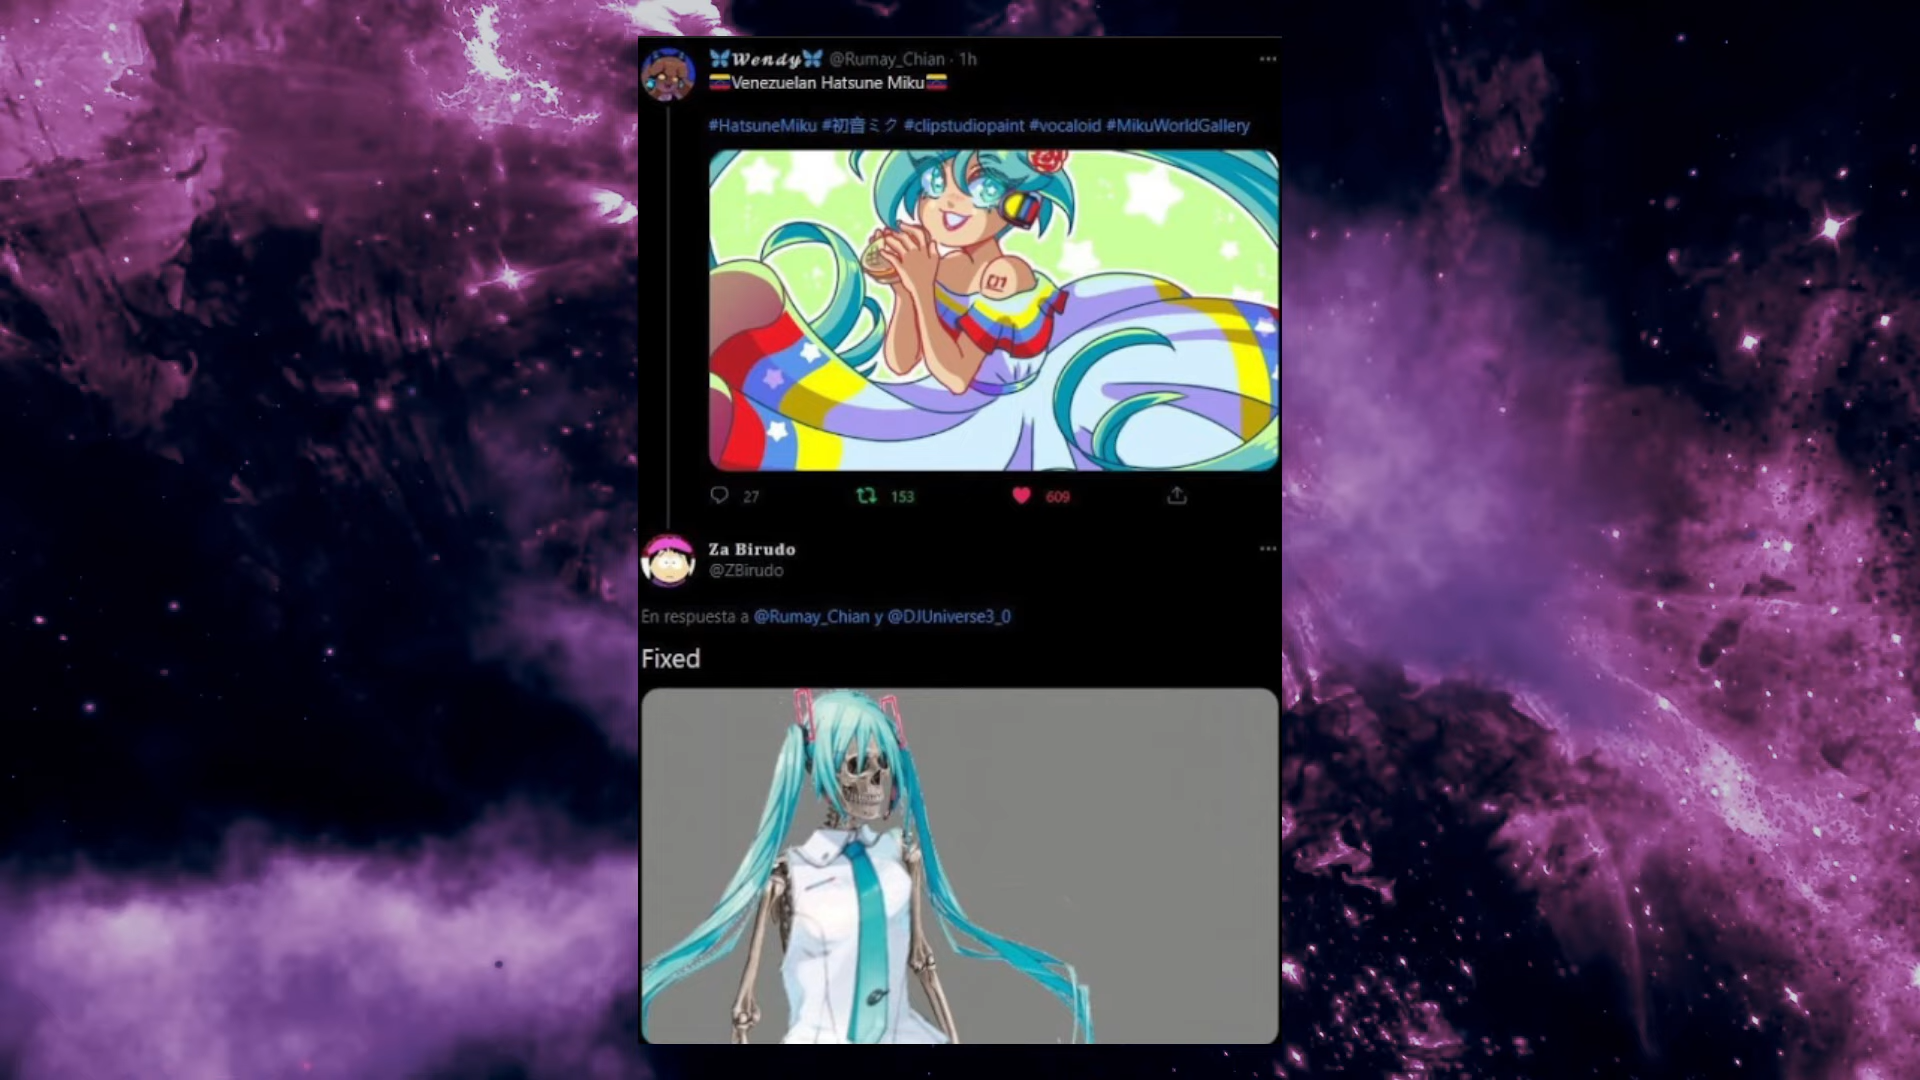 🦋𝓦𝓮𝓷𝓭𝔂🦋 @Rumay_Chian · 1h
🇻🇪Venezuelan Hatsune Miku🇻🇪
#HatsuneMiku #初音ミク #clipstudiopaint #vocaloid #MikuWorldGallery
01
27 153 609
Za Birudo
@ZBirudo
En respuesta a @Rumay_Chian y @DJUniverse3_0
Fixed